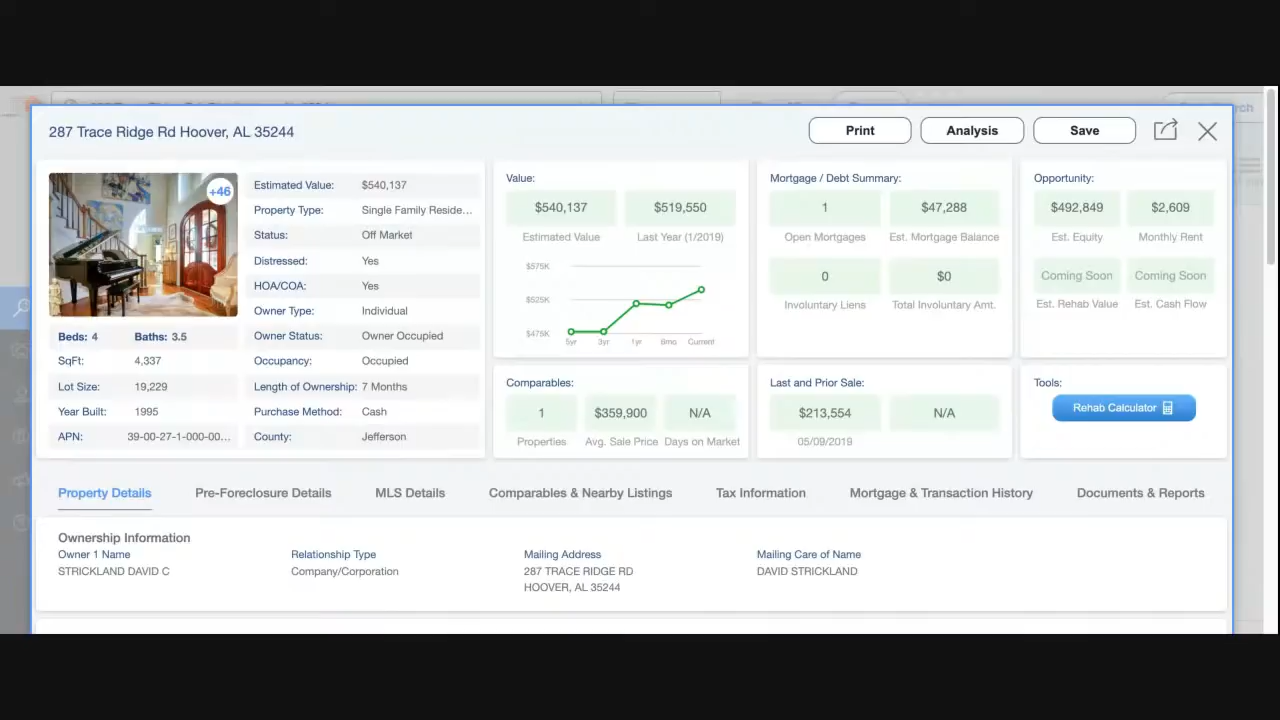 287 Trace Ridge Rd Hoover, AL 35244
Print
Analysis
Save
+46
Beds: 4 Baths: 3.5
SqFt: 4,337
Lot Size: 19,229
Year Built: 1995
APN: 39-00-27-1-000-00...
Estimated Value: $540,137
Property Type: Single Family Reside...
Status: Off Market
Distressed: Yes
HOA/COA: Yes
Owner Type: Individual
Owner Status: Owner Occupied
Occupancy: Occupied
Length of Ownership: 7 Months
Purchase Method: Cash
County: Jefferson
Value:
$540,137 $519,550
Estimated Value Last Year (1/2019)
$575K
$525K
$475K
5yr 3yr 1yr 6mo Current
Mortgage / Debt Summary:
1 $47,288
Open Mortgages Est. Mortgage Balance
0 $0
Involuntary Liens Total Involuntary Amt.
Opportunity:
$492,849 $2,609
Est. Equity Monthly Rent
Coming Soon Coming Soon
Est. Rehab Value Est. Cash Flow
Comparables:
1 $359,900 N/A
Properties Avg. Sale Price Days on Market
Last and Prior Sale:
$213,554 N/A
05/09/2019
Tools:
Rehab Calculator
Property Details Pre-Foreclosure Details MLS Details Comparables & Nearby Listings Tax Information Mortgage & Transaction History Documents & Reports
Ownership Information
Owner 1 Name Relationship Type Mailing Address Mailing Care of Name
STRICKLAND DAVID C Company/Corporation 287 TRACE RIDGE RD DAVID STRICKLAND
HOOVER, AL 35244